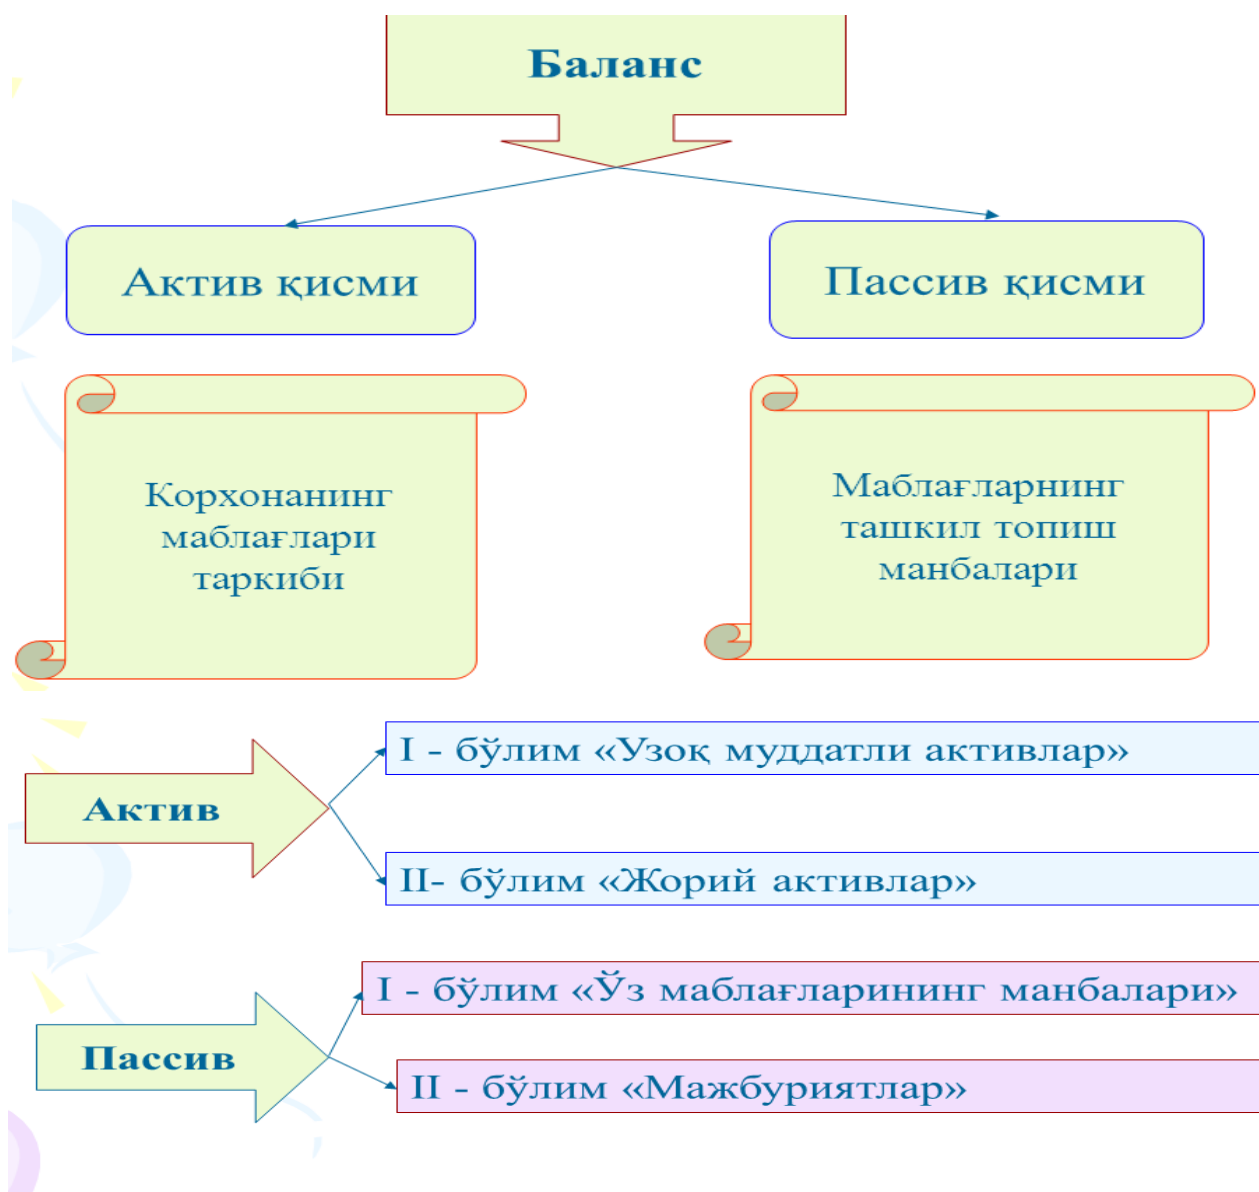 Баланс
Актив қисми
Пассив қисми
Корхонанинг
маблағлари
таркиби
Маблағларнинг
ташкил топиш
манбалари
Актив
I - бўлим «Узоқ муддатли активлар»
II- бўлим «Жорий активлар»
Пассив
I - бўлим «Ўз маблағларининг манбалари»
II - бўлим «Мажбуриятлар»